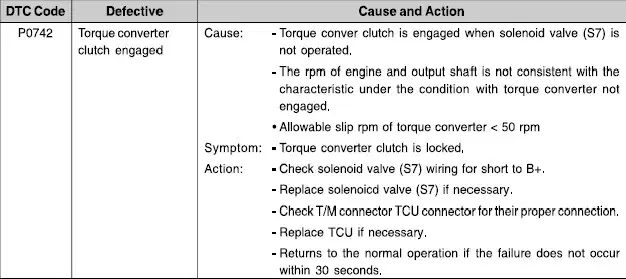 DTC Code Defective Cause and Action
P0742 Torque converter clutch engaged
Cause: - Torque conver clutch is engaged when solenoid valve (S7) is
not operated.
- The rpm of engine and output shaft is not consistent with the
characteristic under the condition with torque converter not
engaged.
• Allowable slip rpm of torque converter < 50 rpm
Symptom: - Torque converter clutch is locked.
Action: - Check solenoid valve (S7) wiring for short to B+.
- Replace solenoicd valve (S7) if necessary.
- Check T/M connector TCU connector for their proper connection.
- Replace TCU if necessary.
- Returns to the normal operation if the failure does not occur
within 30 seconds.